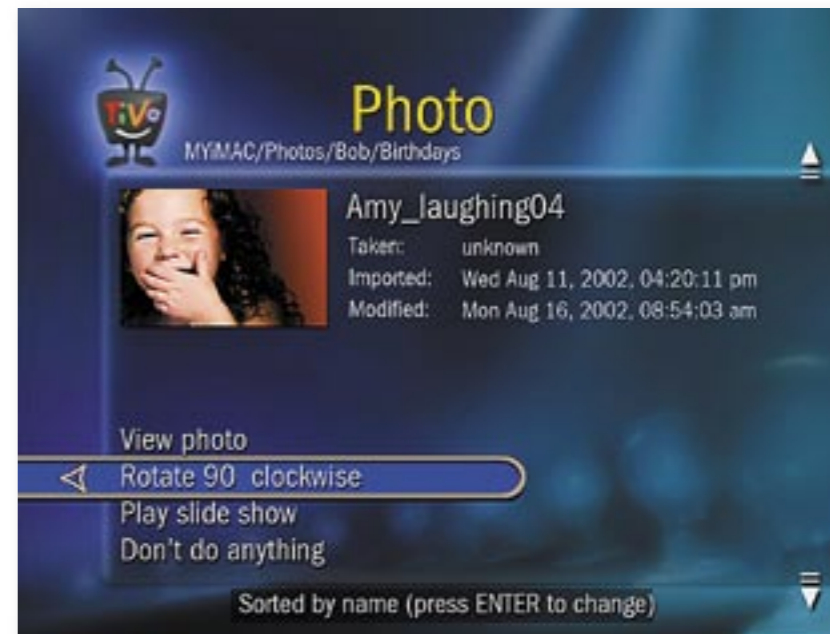 TiVo
Photo
MYiMAC/Photos/Bob/Birthdays
Amy_laughing04
Taken: unknown
Imported: Wed Aug 11, 2002, 04:20:11 pm
Modified: Mon Aug 16, 2002, 08:54:03 am
View photo
Rotate 90 clockwise
Play slide show
Don't do anything
Sorted by name (press ENTER to change)